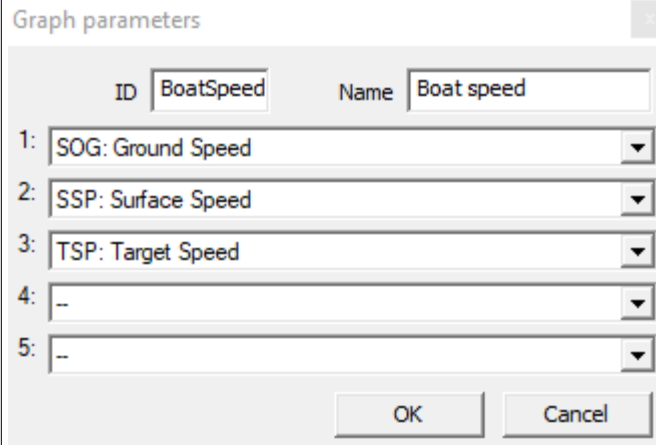 Graph parameters x
ID BoatSpeed Name Boat speed
1: SOG: Ground Speed
2: SSP: Surface Speed
3: TSP: Target Speed
4: --
5: --
OK Cancel